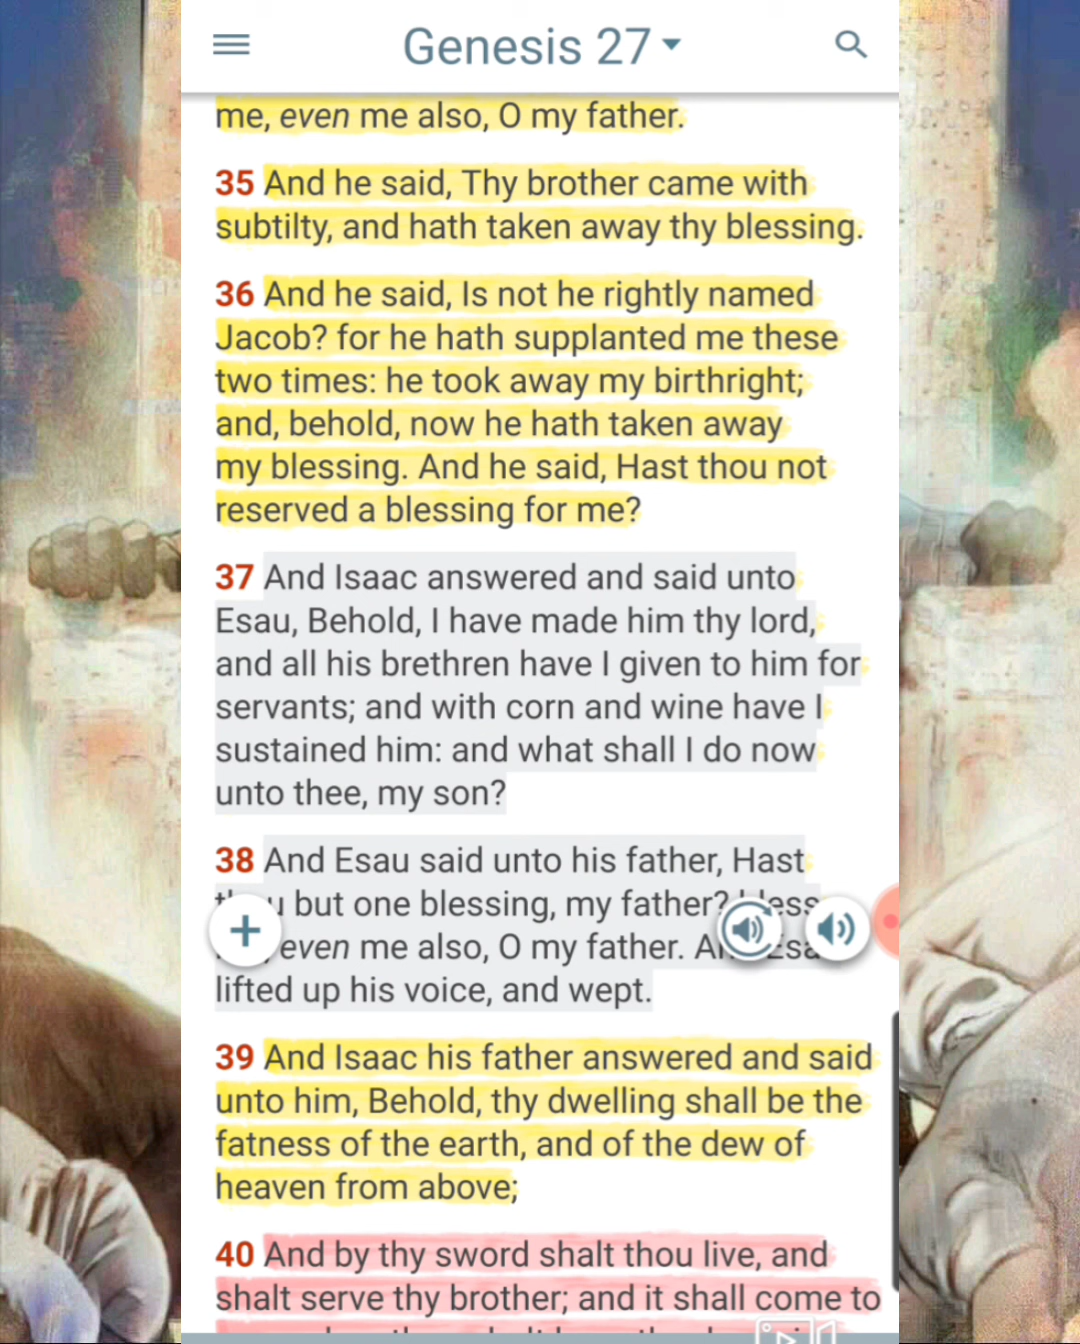 Genesis 27
me, even me also, O my father.
35 And he said, Thy brother came with
subtilty, and hath taken away thy blessing.
36 And he said, Is not he rightly named
Jacob? for he hath supplanted me these
two times: he took away my birthright;
and, behold, now he hath taken away
my blessing. And he said, Hast thou not
reserved a blessing for me?
37 And Isaac answered and said unto
Esau, Behold, I have made him thy lord,
and all his brethren have I given to him for
servants; and with corn and wine have I
sustained him: and what shall I do now
unto thee, my son?
38 And Esau said unto his father, Hast
but one blessing, my father?
even me also, O my father.
lifted up his voice, and wept.
39 And Isaac his father answered and said
unto him, Behold, thy dwelling shall be the
fatness of the earth, and of the dew of
heaven from above;
40 And by thy sword shalt thou live, and
shalt serve thy brother; and it shall come to